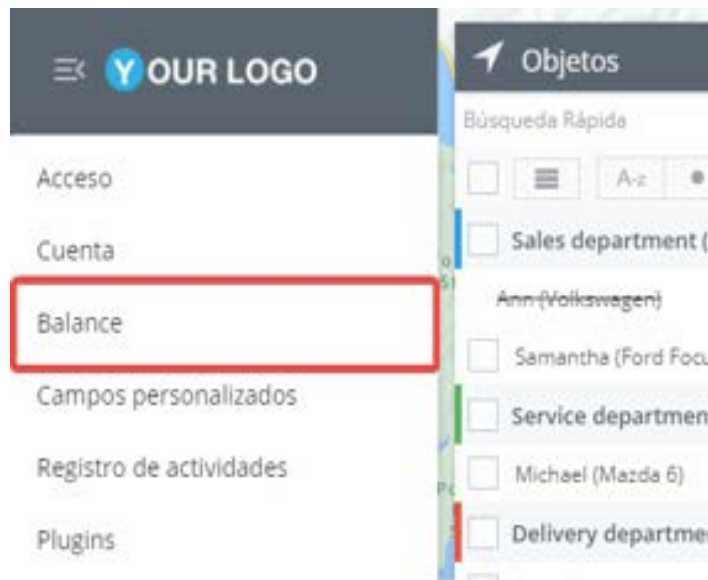 YOUR LOGO
Acceso
Cuenta
Balance
Campos personalizados
Registro de actividades
Plugins
Objetos
Búsqueda Rápida
A-z
Sales department (
Ann (Volkswagen)
Samantha (Ford Focu
Service departmen
Michael (Mazda 6)
Delivery departme